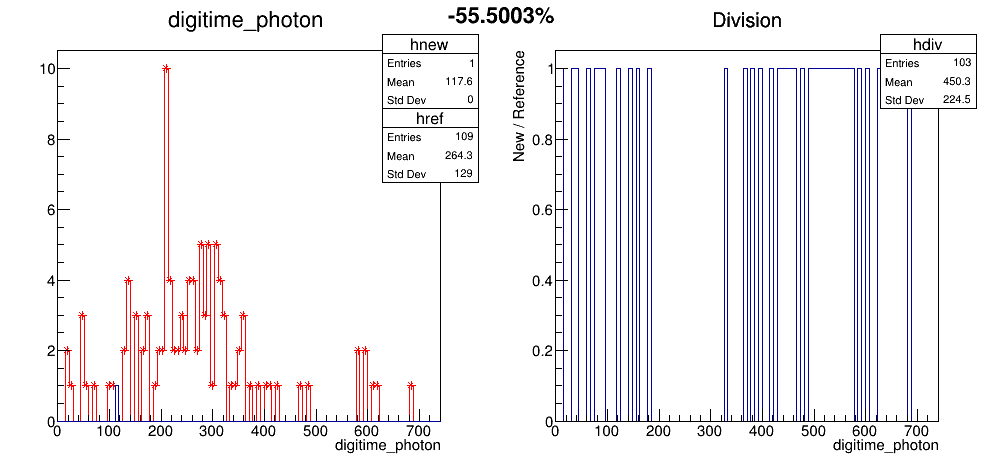 -55.5003%
digitime_photon
hnew
Entries 1
Mean 117.6
Std Dev 0
href
Entries 109
Mean 264.3
Std Dev 129
10
8
6
4
2
0
0 100 200 300 400 500 600 700
digitime_photon
Division
hdiv
Entries 103
Mean 450.3
Std Dev 224.5
New / Reference
1
0.8
0.6
0.4
0.2
0
0 100 200 300 400 500 600 700
digitime_photon